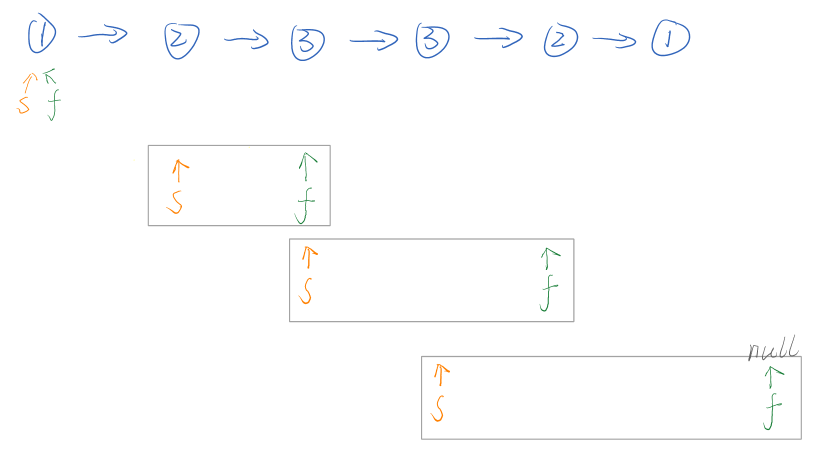 1 → 2 → 3 → 3 → 2 → 1
↑ ↑
s f
↑ ↑
s f
↑ ↑
s f
null
↑ ↑
s f